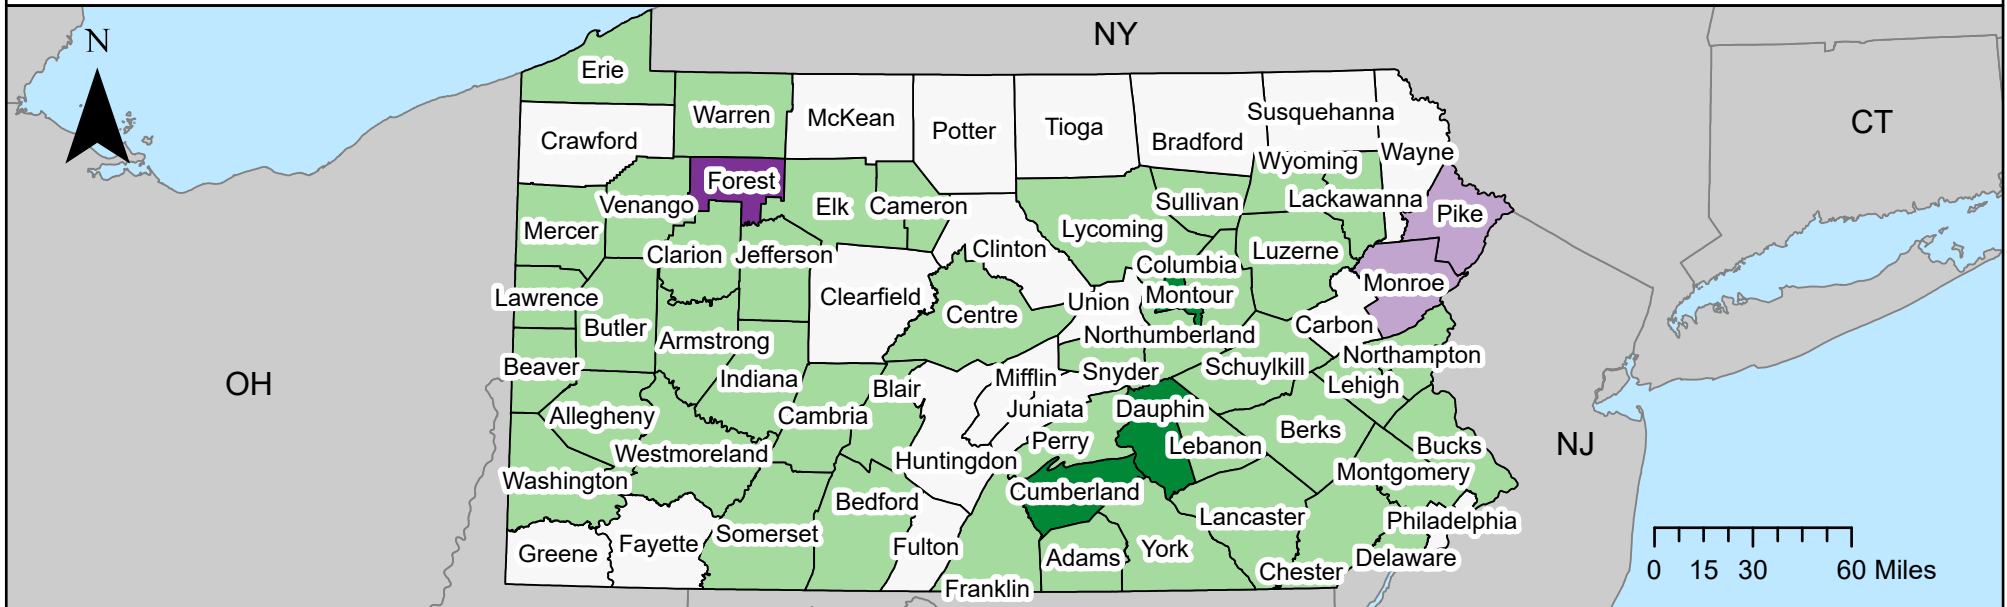 N
NY
Erie
Warren
McKean
Potter
Tioga
Bradford
Susquehanna
Wayne
Crawford
CT
Wyoming
Forest
Venango
Elk
Cameron
Sullivan
Lackawanna
Pike
Mercer
Lycoming
Clarion
Jefferson
Clinton
Luzerne
Columbia
Lawrence
Clearfield
Union
Montour
Monroe
Butler
Centre
Carbon
Armstrong
Northumberland
Northampton
Beaver
Indiana
Blair
Mifflin
Snyder
Schuylkill
Lehigh
OH
Allegheny
Cambria
Juniata
Dauphin
Berks
Bucks
NJ
Westmoreland
Perry
Lebanon
Huntingdon
Montgomery
Washington
Bedford
Cumberland
Lancaster
Philadelphia
Greene
Fayette
Somerset
Fulton
Adams
York
Delaware
Chester
Franklin
0 15 30 60 Miles